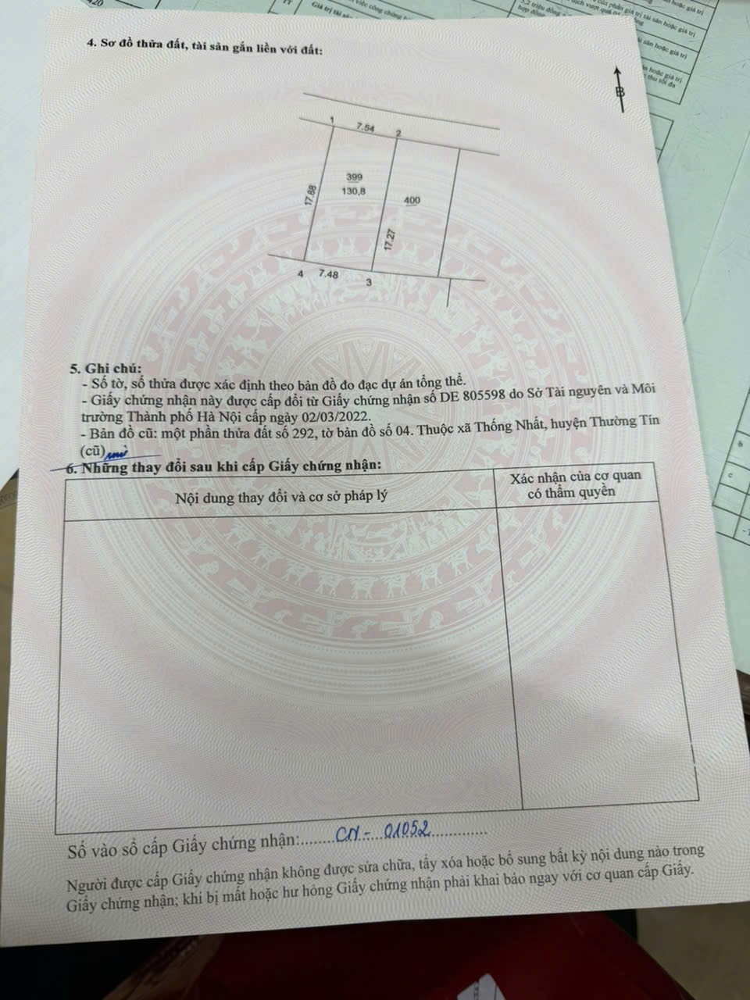 4. Sơ đồ thửa đất, tài sản gắn liền với đất:
B
1
7.54
2
399
130,8
17.68
400
17.27
4
7.48
3
5. Ghi chú:
- Số tờ, số thửa được xác định theo bản đồ đo đạc dự án tổng thể.
- Giấy chứng nhận này được cấp đổi từ Giấy chứng nhận số DE 805598 do Sở Tài nguyên và Môi
trường Thành phố Hà Nội cấp ngày 02/03/2022.
- Bản đồ cũ: một phần thửa đất số 292, tờ bản đồ số 04. Thuộc xã Thống Nhất, huyện Thường Tín
(cũ)
6. Những thay đổi sau khi cấp Giấy chứng nhận:
Nội dung thay đổi và cơ sở pháp lý
Xác nhận của cơ quan
có thẩm quyền
Số vào sổ cấp Giấy chứng nhận:........CN-...01052................
Người được cấp Giấy chứng nhận không được sửa chữa, tẩy xóa hoặc bổ sung bất kỳ nội dung nào trong
Giấy chứng nhận; khi bị mất hoặc hư hỏng Giấy chứng nhận phải khai báo ngay với cơ quan cấp Giấy.